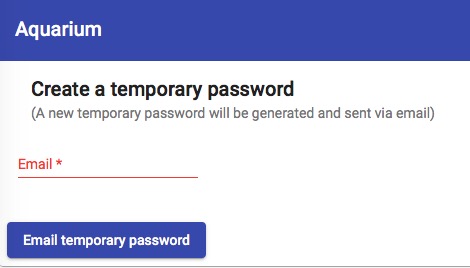 Aquarium
Create a temporary password
(A new temporary password will be generated and sent via email)
Email *
Email temporary password